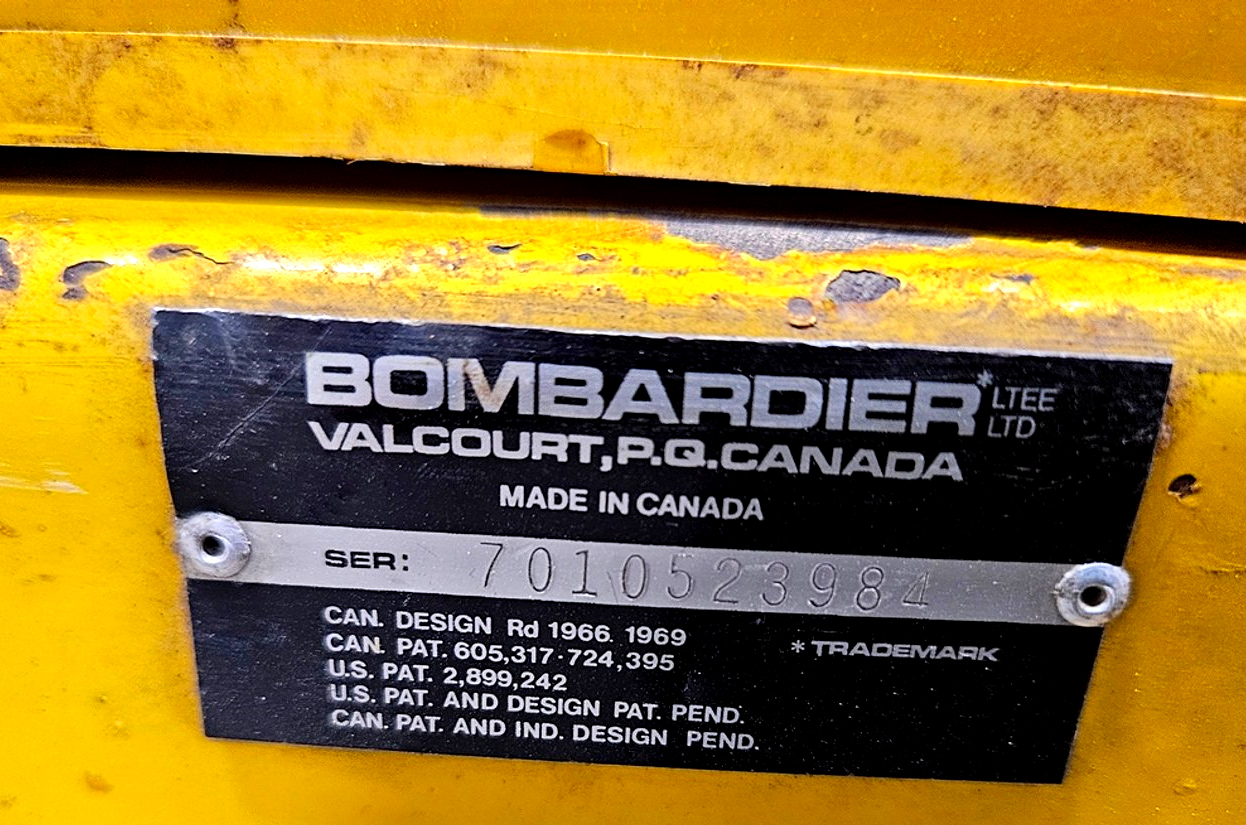 BOMBARDIER* LTEE LTD
VALCOURT, P.Q. CANADA
MADE IN CANADA
SER: 7010523984
CAN. DESIGN Rd 1966. 1969
CAN. PAT. 605,317-724,395
* TRADEMARK
U.S. PAT. 2,899,242
U.S. PAT. AND DESIGN PAT. PEND.
CAN. PAT. AND IND. DESIGN PEND.